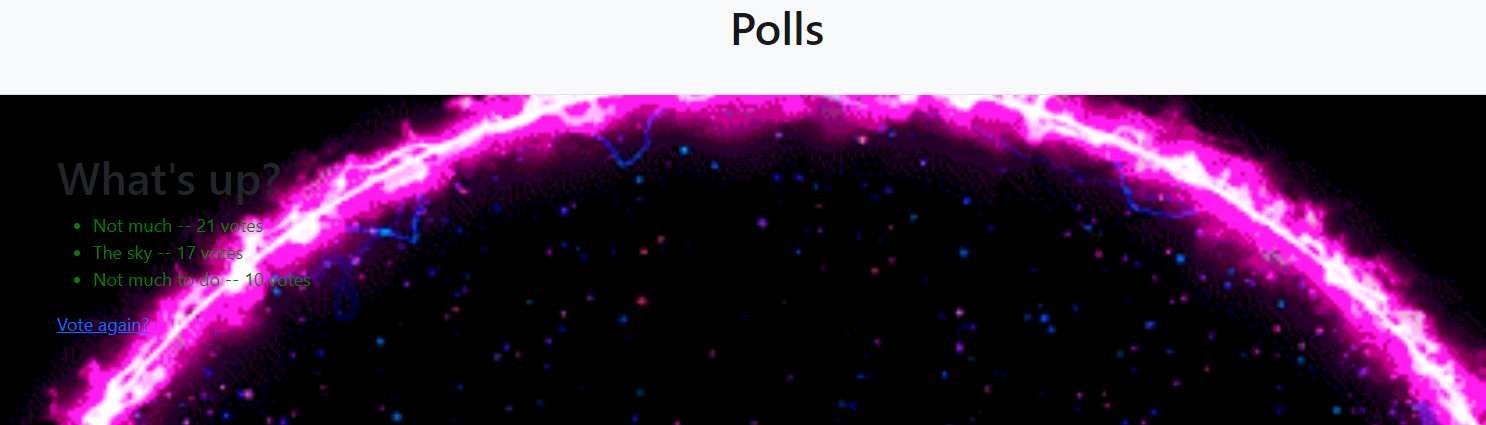 Polls
What's up?
Not much -- 21 votes
The sky -- 17 votes
Not much to do -- 10 votes
Vote again?